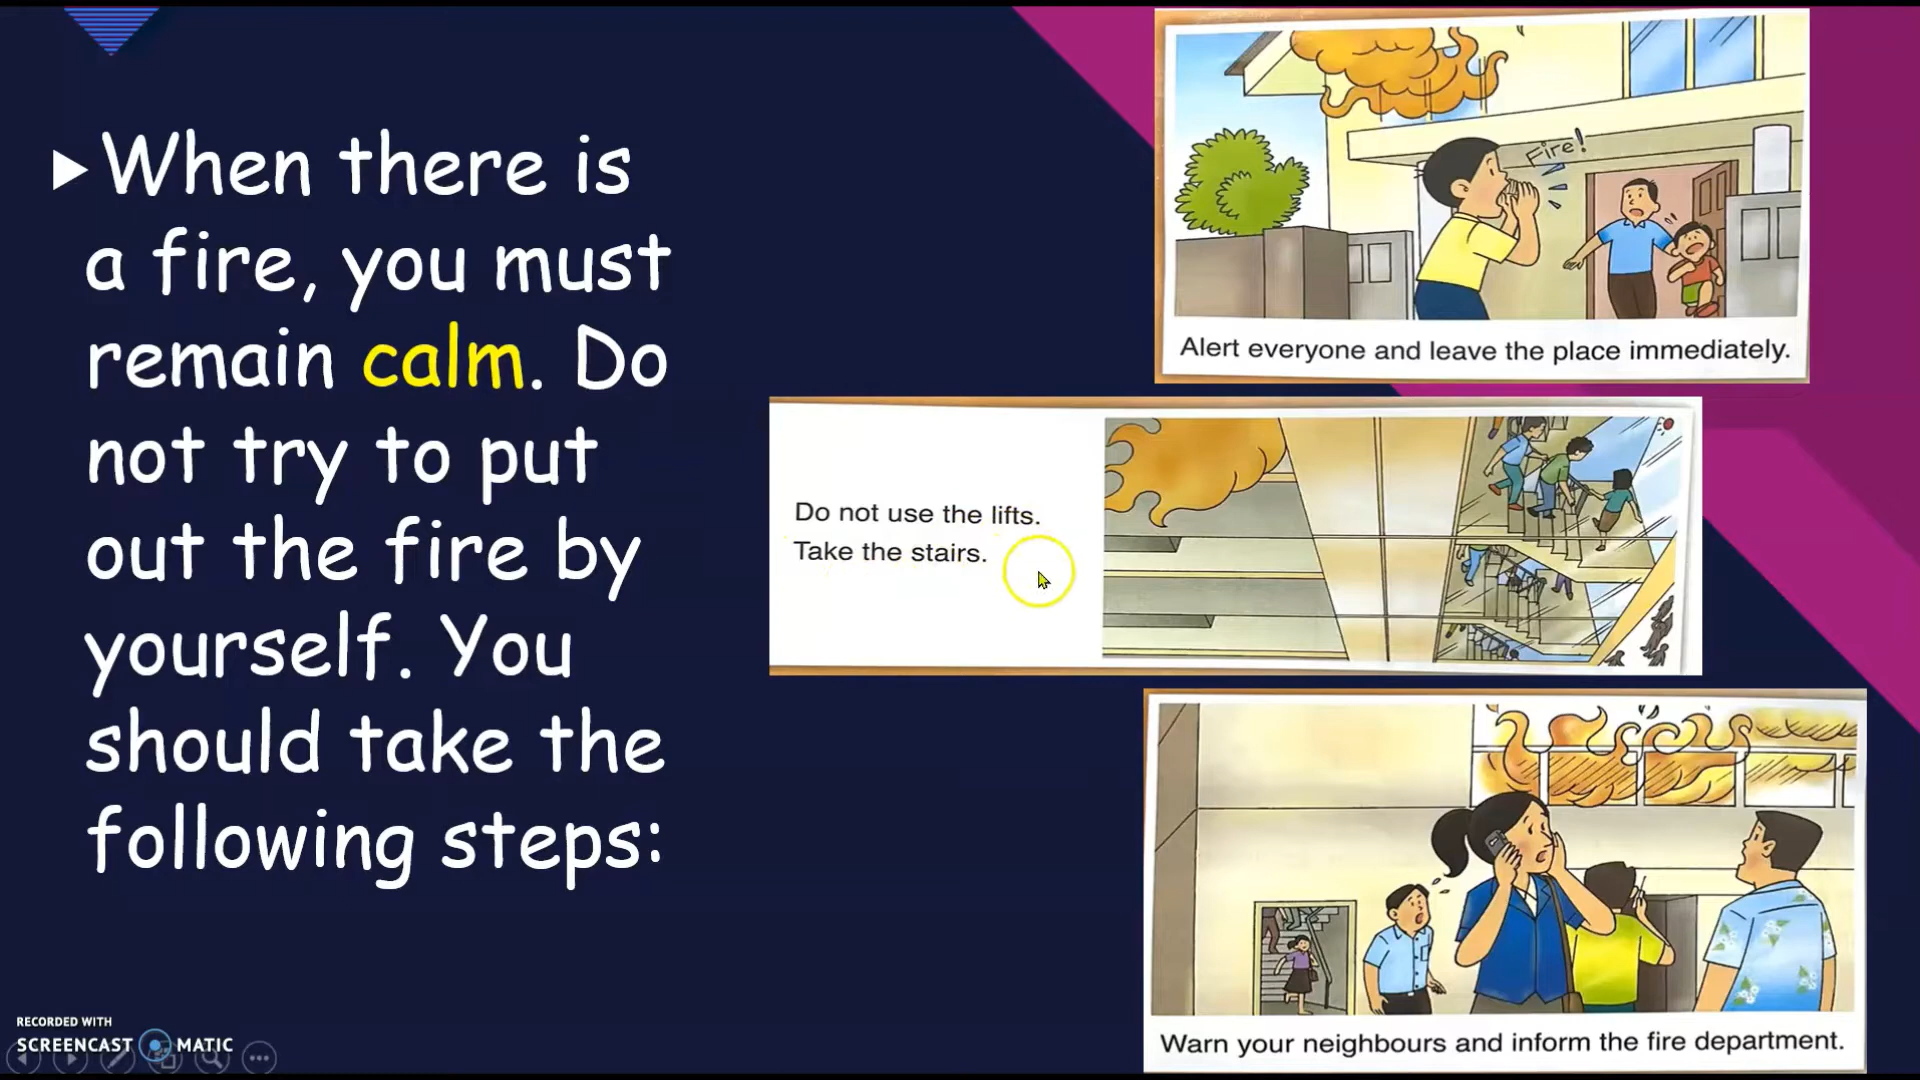 When there is
a fire, you must
remain calm. Do
not try to put
out the fire by
yourself. You
should take the
following steps:
Fire!
Alert everyone and leave the place immediately.
Do not use the lifts.
Take the stairs.
Warn your neighbours and inform the fire department.
RECORDED WITH
SCREENCAST MATIC